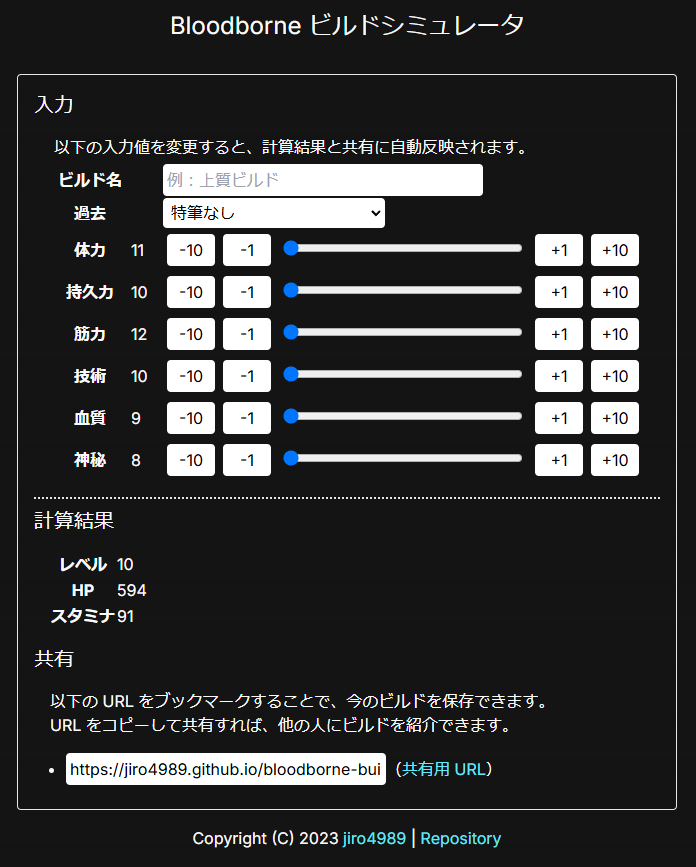 Bloodborne ビルドシミュレータ
入力
以下の入力値を変更すると、計算結果と共有に自動反映されます。
ビルド名 例：上質ビルド
過去 特筆なし
体力 11 -10 -1 +1 +10
持久力 10 -10 -1 +1 +10
筋力 12 -10 -1 +1 +10
技術 10 -10 -1 +1 +10
血質 9 -10 -1 +1 +10
神秘 8 -10 -1 +1 +10
計算結果
レベル 10
HP 594
スタミナ 91
共有
以下の URL をブックマークすることで、今のビルドを保存できます。
URL をコピーして共有すれば、他の人にビルドを紹介できます。
• https://jiro4989.github.io/bloodborne-bui （共有用 URL）
Copyright (C) 2023 jiro4989 | Repository